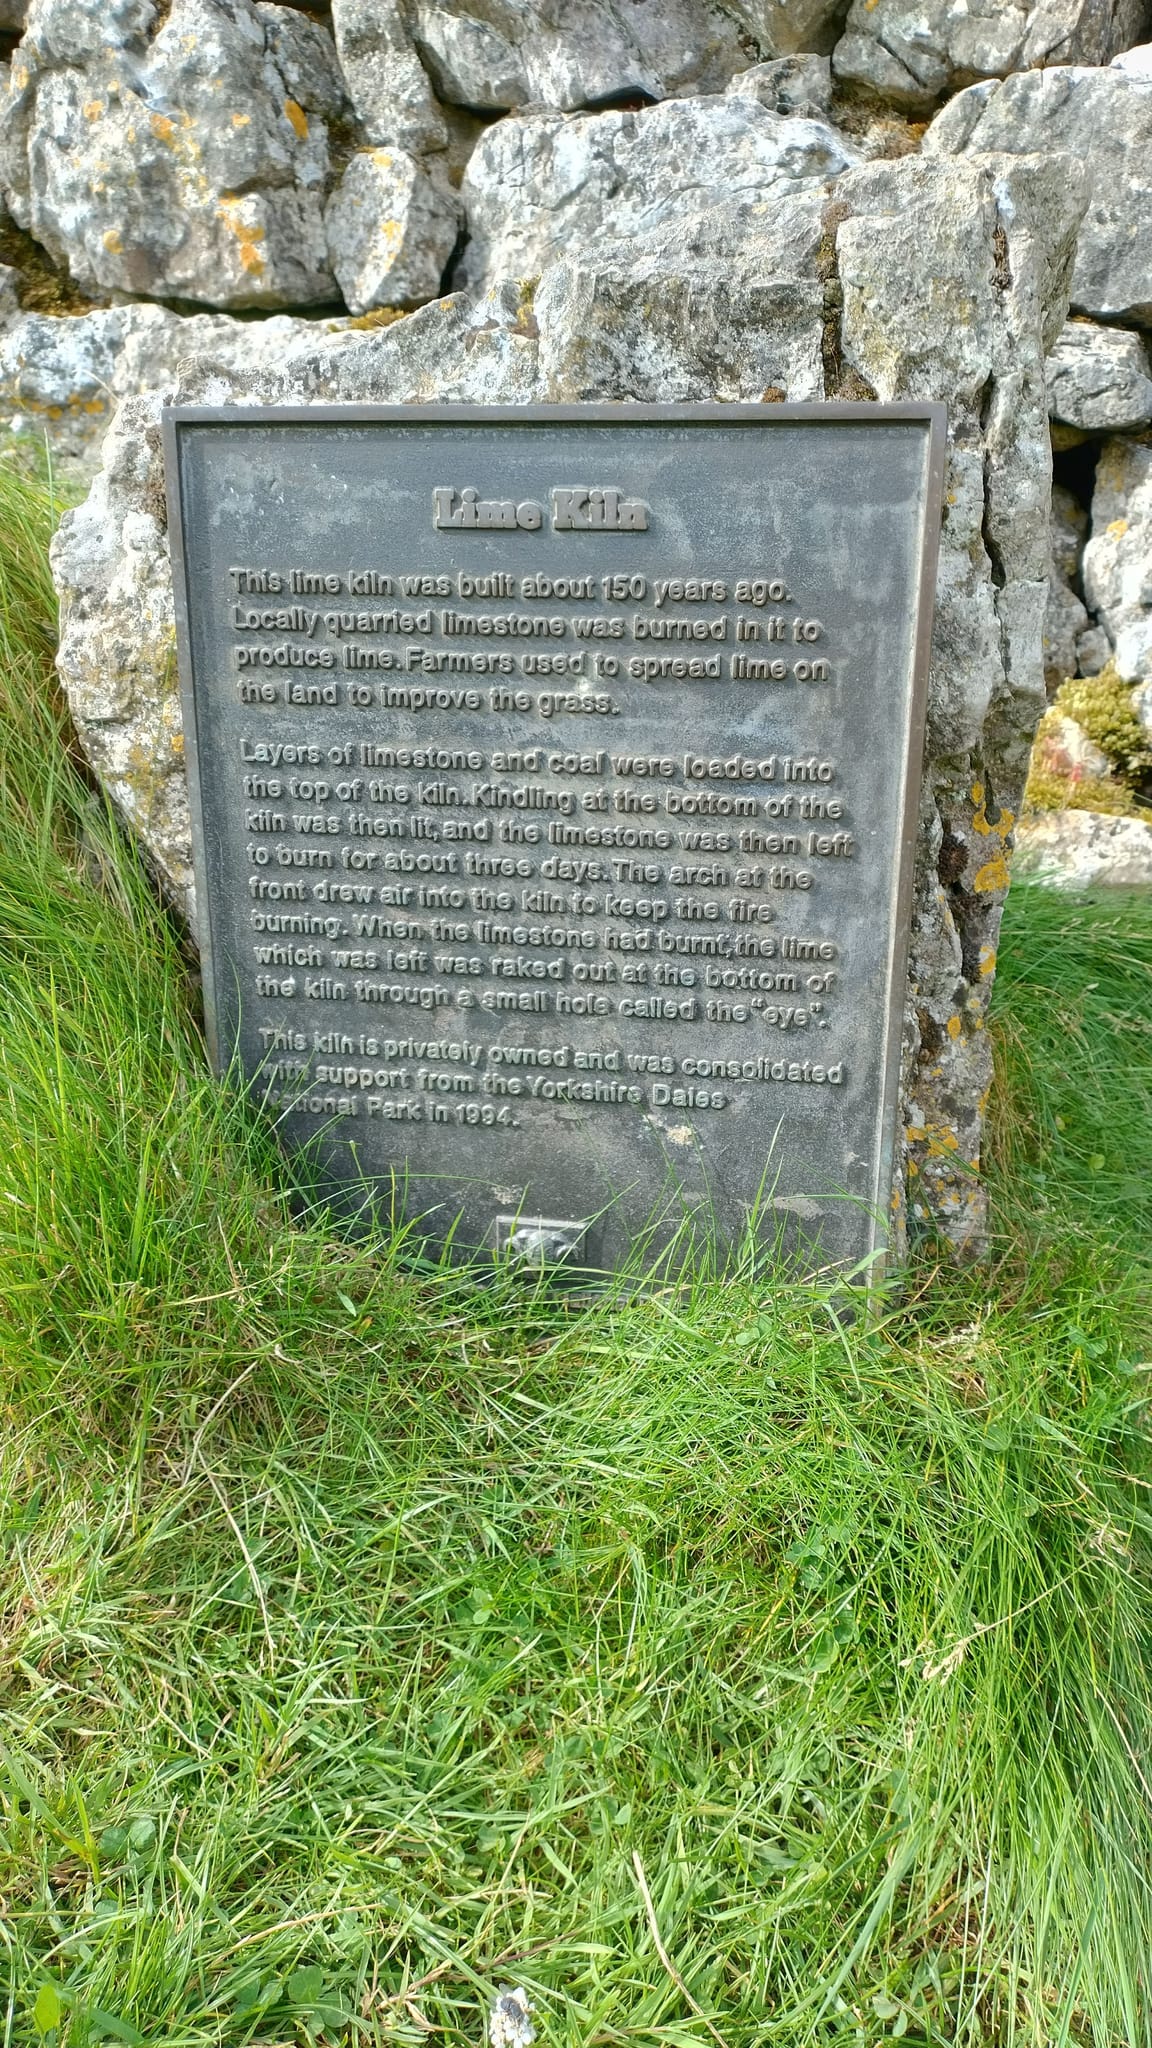 Lime Kiln
This lime kiln was built about 150 years ago.
Locally quarried limestone was burned in it to
produce lime. Farmers used to spread lime on
the land to improve the grass.
Layers of limestone and coal were loaded into
the top of the kiln. Kindling at the bottom of the
kiln was then lit, and the limestone was then left
to burn for about three days. The arch at the
front drew air into the kiln to keep the fire
burning. When the limestone had burnt, the lime
which was left was raked out at the bottom of
the kiln through a small hole called the "eye".
This kiln is privately owned and was consolidated
with support from the Yorkshire Dales
National Park in 1994.